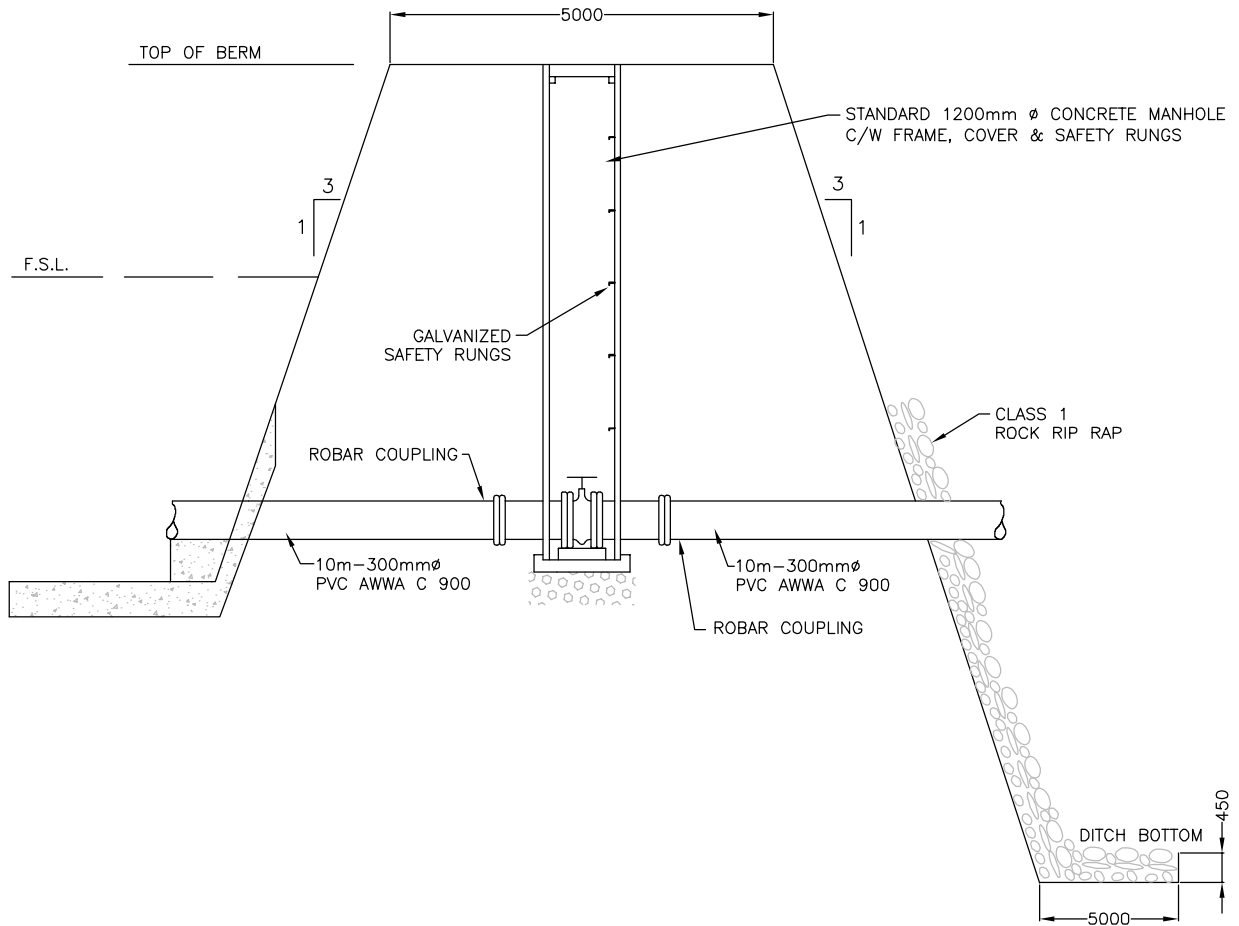 5000
TOP OF BERM
STANDARD 1200mm ø CONCRETE MANHOLE
C/W FRAME, COVER & SAFETY RUNGS
3
1
3
1
F.S.L.
GALVANIZED
SAFETY RUNGS
CLASS 1
ROCK RIP RAP
ROBAR COUPLING
10m-300mmø
PVC AWWA C 900
10m-300mmø
PVC AWWA C 900
ROBAR COUPLING
450
DITCH BOTTOM
5000